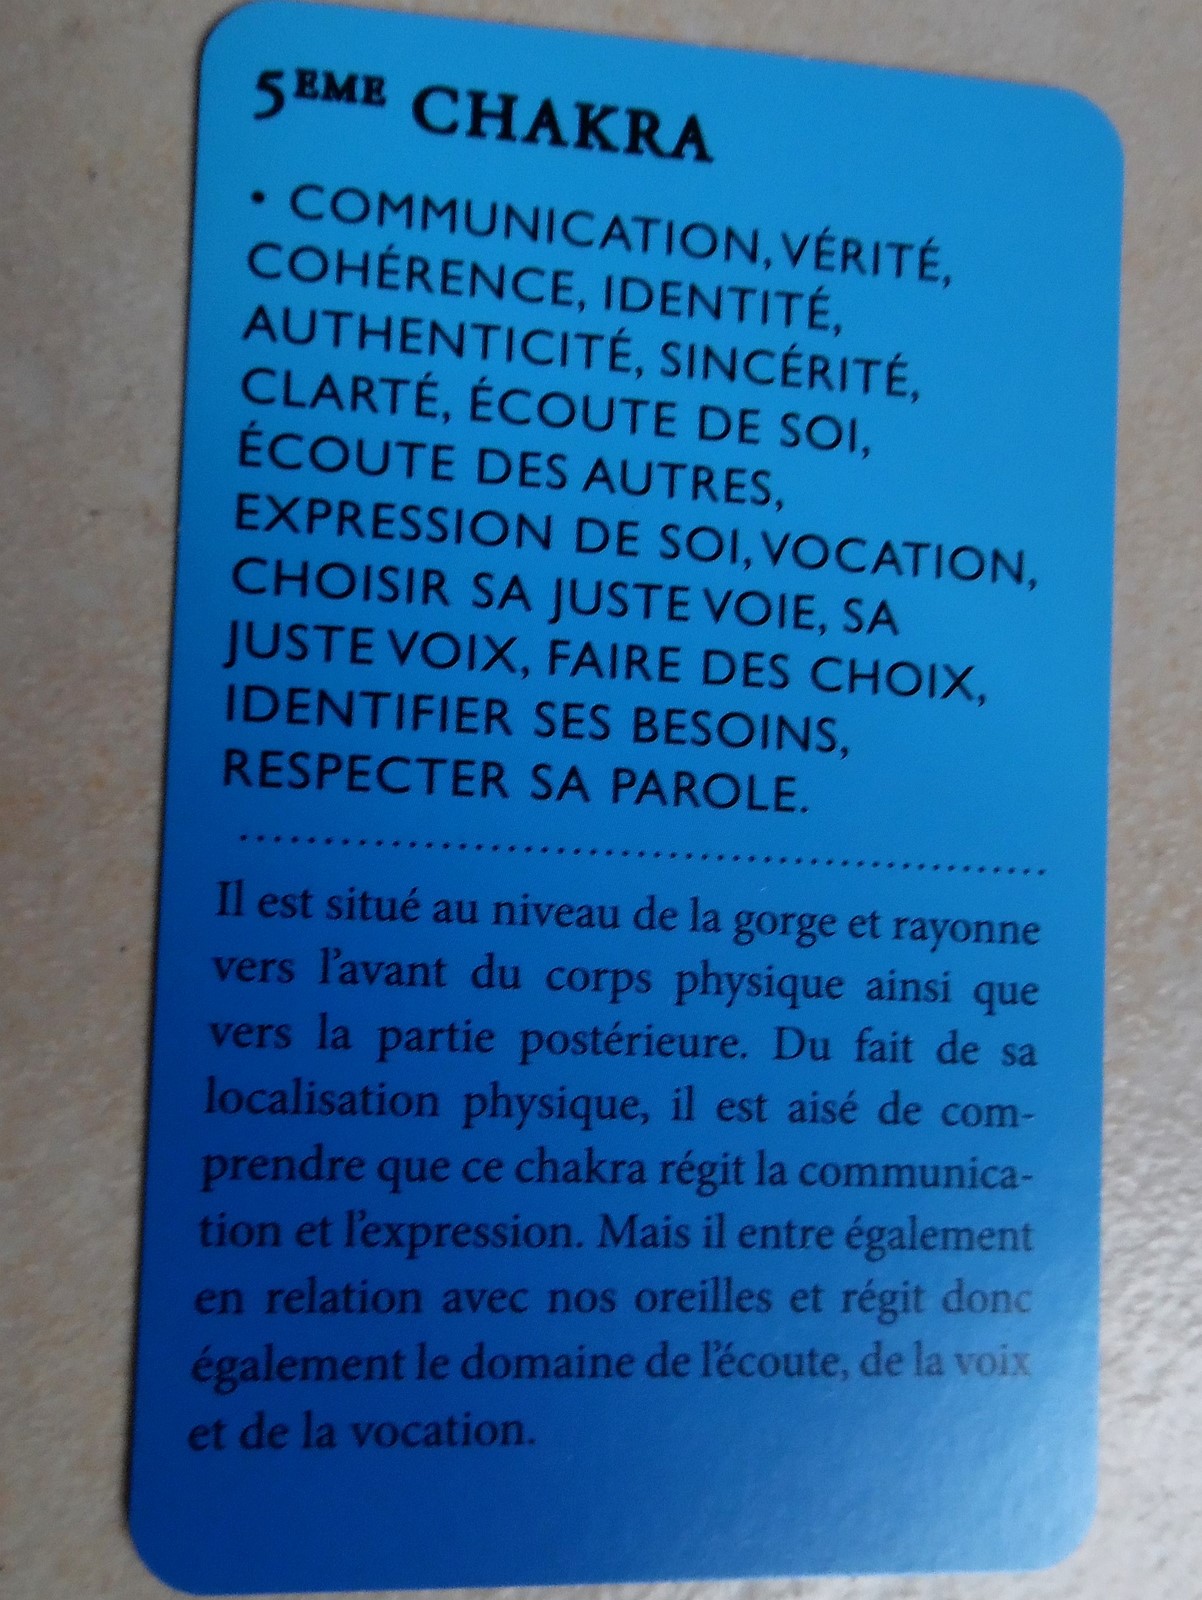 5EME CHAKRA
• COMMUNICATION, VÉRITÉ,
COHÉRENCE, IDENTITÉ,
AUTHENTICITÉ, SINCÉRITÉ,
CLARTÉ, ÉCOUTE DE SOI,
ÉCOUTE DES AUTRES,
EXPRESSION DE SOI, VOCATION,
CHOISIR SA JUSTE VOIE, SA
JUSTE VOIX, FAIRE DES CHOIX,
IDENTIFIER SES BESOINS,
RESPECTER SA PAROLE.
Il est situé au niveau de la gorge et rayonne
vers l'avant du corps physique ainsi que
vers la partie postérieure. Du fait de sa
localisation physique, il est aisé de com-
prendre que ce chakra régit la communica-
tion et l'expression. Mais il entre également
en relation avec nos oreilles et régit donc
également le domaine de l'écoute, de la voix
et de la vocation.